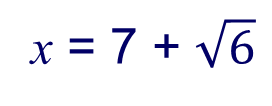 x = 7 + √6